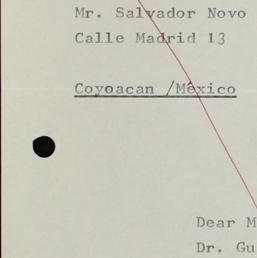 Mr. Salvador Novo
Calle Madrid 13
Coyoacan /México
Dear M
Dr. Gu